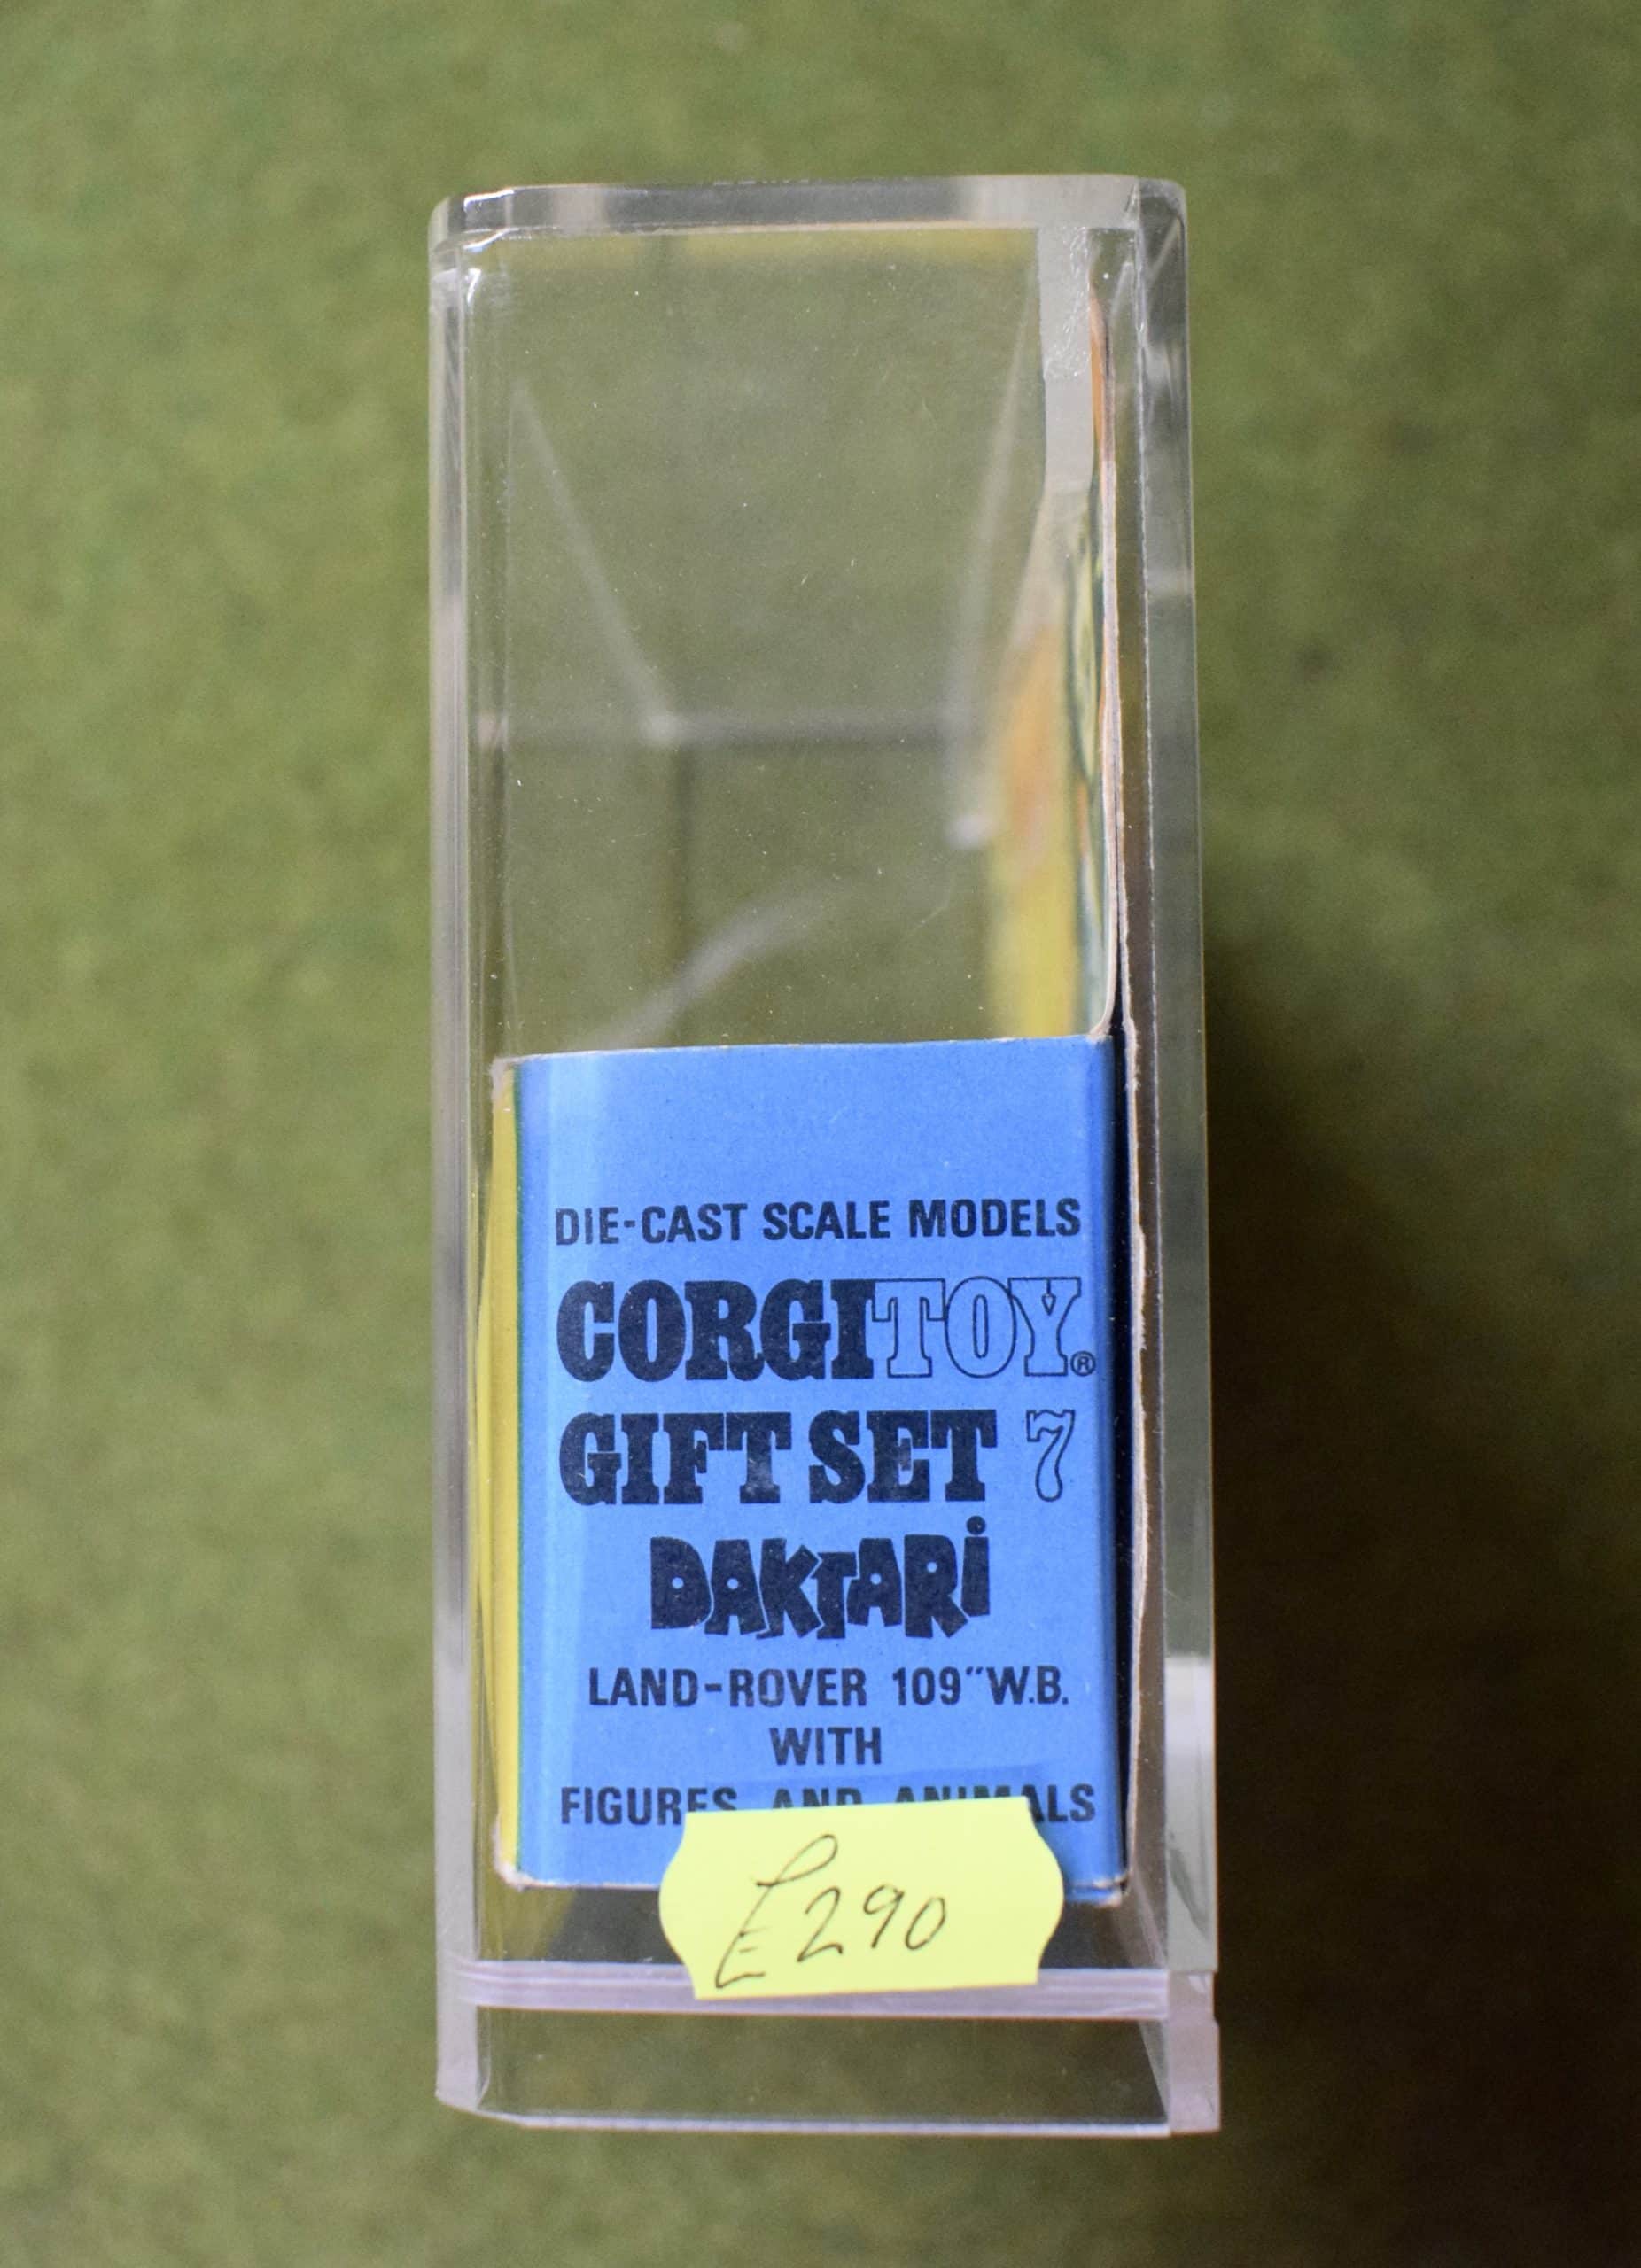 DIE-CAST SCALE MODELS
CORGITOY®
GIFT SET 7
DAKTARi
LAND-ROVER 109"W.B.
WITH
FIGURES AND ANIMALS
£290